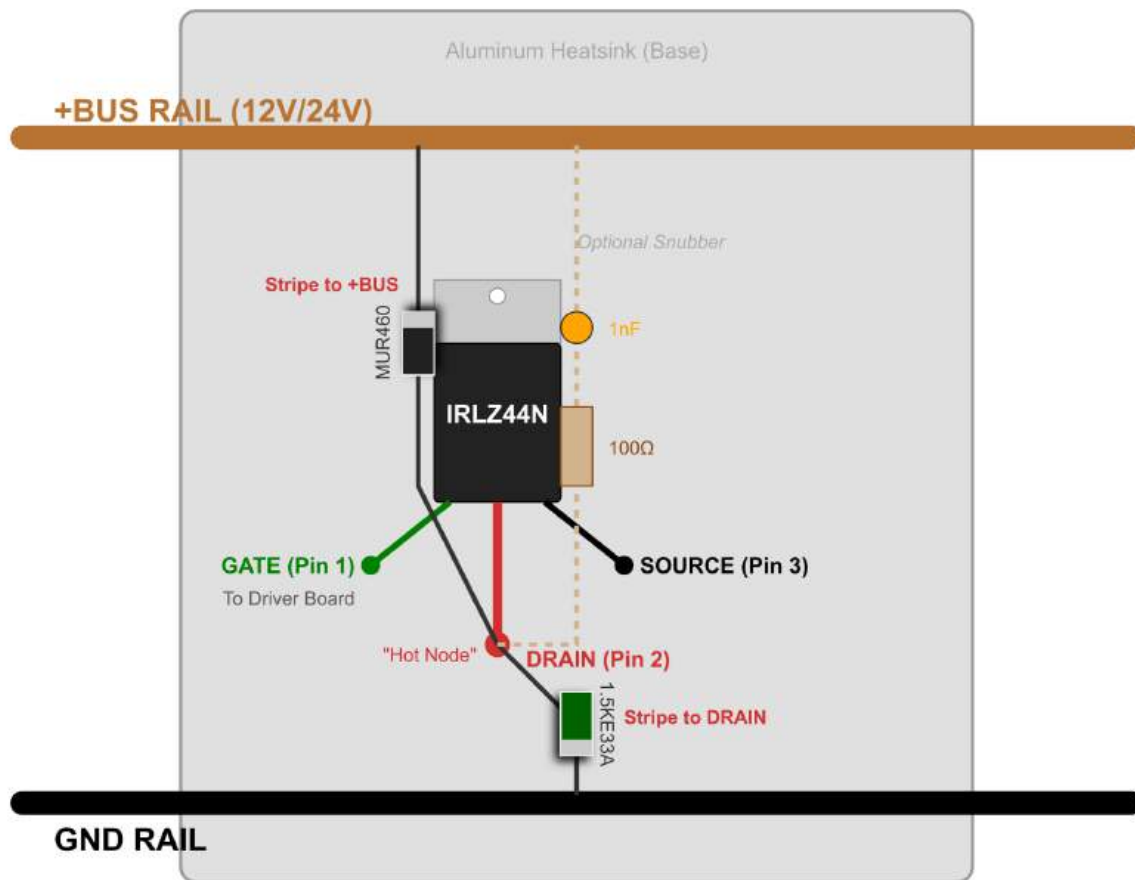 Aluminum Heatsink (Base)
+BUS RAIL (12V/24V)
Optional Snubber
Stripe to +BUS
MUR460
1nF
IRLZ44N
100Ω
GATE (Pin 1)
SOURCE (Pin 3)
To Driver Board
"Hot Node"
DRAIN (Pin 2)
1.5KE33A
Stripe to DRAIN
GND RAIL